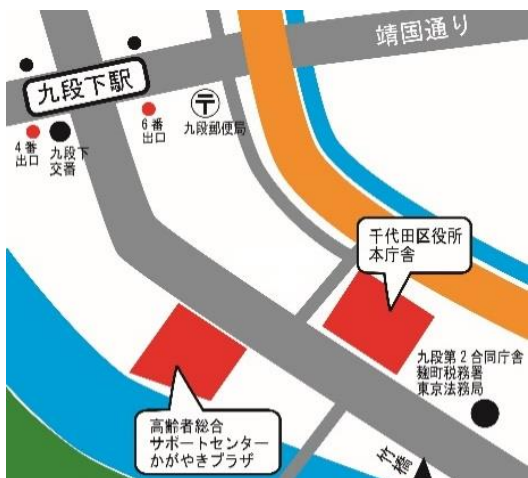 靖国通り
九段下駅
4番
出口
九段下
交番
6番
出口
〒
九段郵便局
千代田区役所
本庁舎
九段第2合同庁舎
麹町税務署
東京法務局
高齢者総合
サポートセンター
かがやきプラザ
竹橋